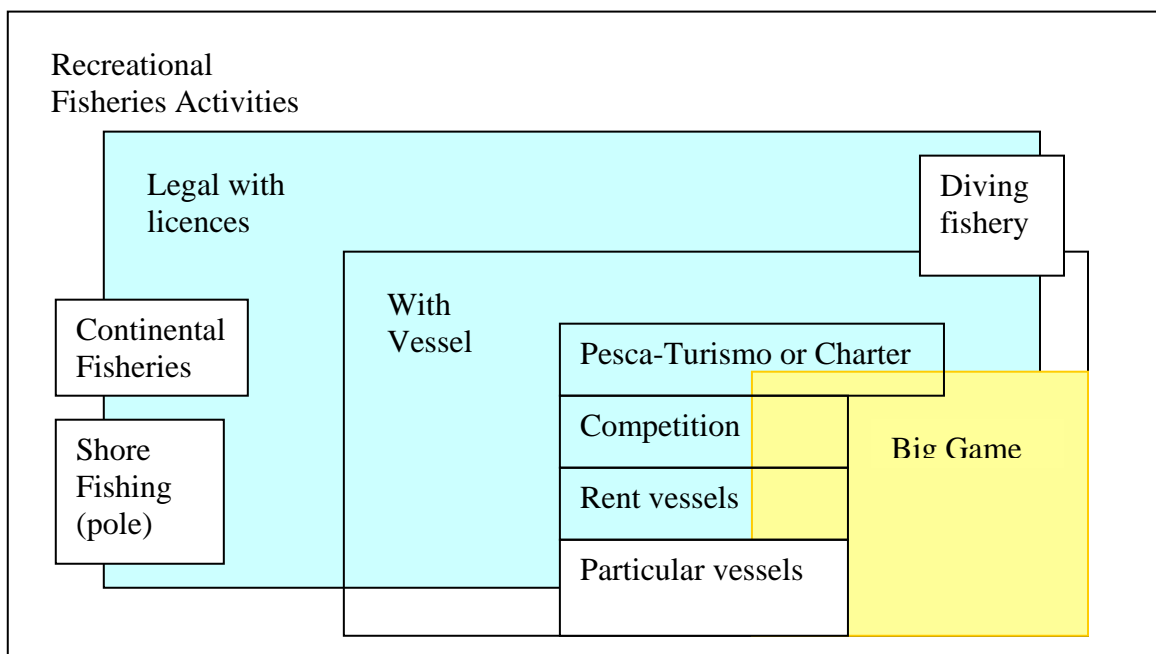 Recreational
Fisheries Activities
Legal with
licences
Diving
fishery
With
Vessel
Continental
Fisheries
Pesca-Turismo or Charter
Competition
Big Game
Shore
Fishing
(pole)
Rent vessels
Particular vessels